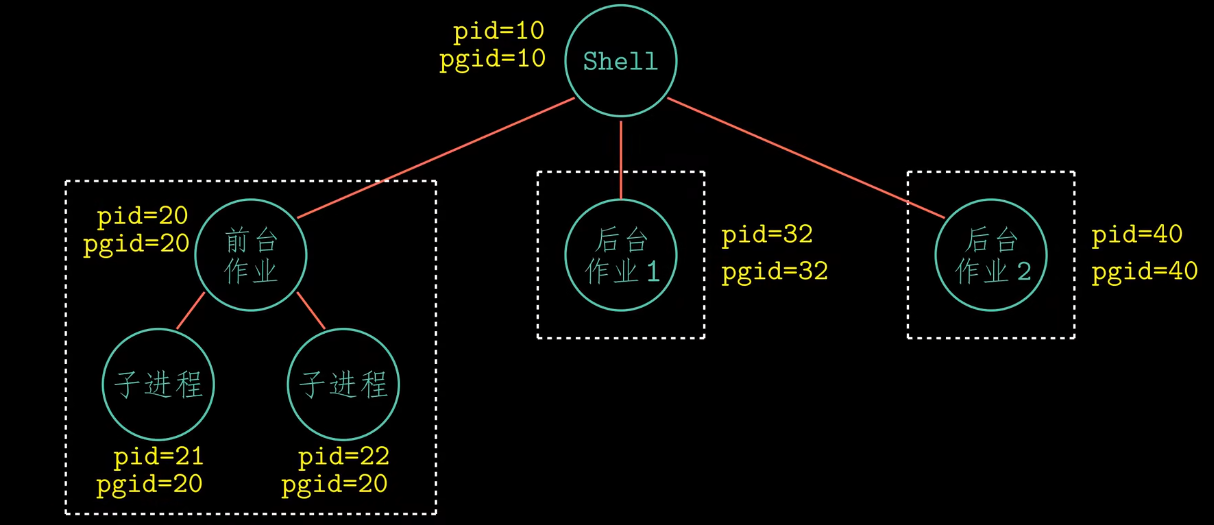 pid=10
pgid=10
Shell
pid=20
pgid=20
前台
作业
后台
作业 1
pid=32
pgid=32
后台
作业 2
pid=40
pgid=40
子进程
子进程
pid=21
pgid=20
pid=22
pgid=20